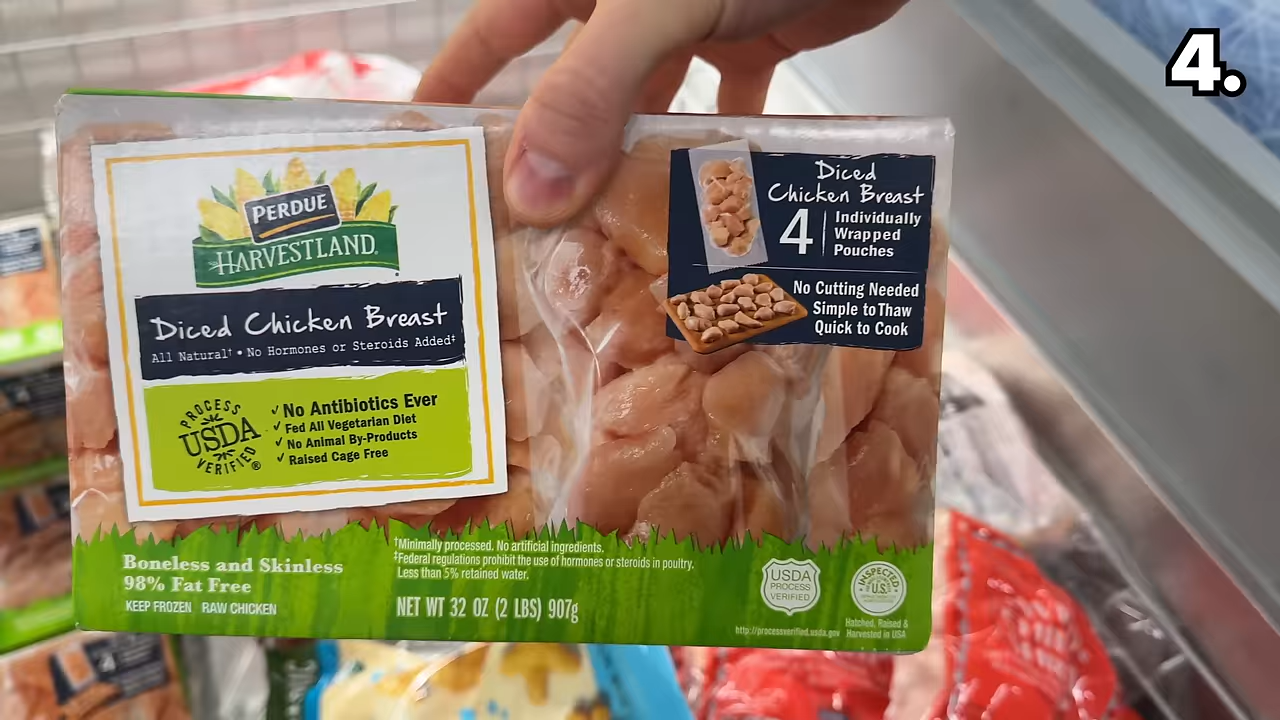 4.
PERDUE
HARVESTLAND®
Diced Chicken Breast
All Natural† • No Hormones or Steroids Added‡
PROCESS
USDA
VERIFIED®
✓ No Antibiotics Ever
✓ Fed All Vegetarian Diet
✓ No Animal By-Products
✓ Raised Cage Free
Diced
Chicken Breast
4
Individually
Wrapped
Pouches
No Cutting Needed
Simple to Thaw
Quick to Cook
Boneless and Skinless
98% Fat Free
KEEP FROZEN RAW CHICKEN
†Minimally processed. No artificial ingredients.
‡Federal regulations prohibit the use of hormones or steroids in poultry.
Less than 5% retained water.
NET WT 32 OZ (2 LBS) 907g
USDA
PROCESS
VERIFIED
http://processverified.usda.gov
INSPECTED
U.S.
Hatched, Raised &
Harvested in USA